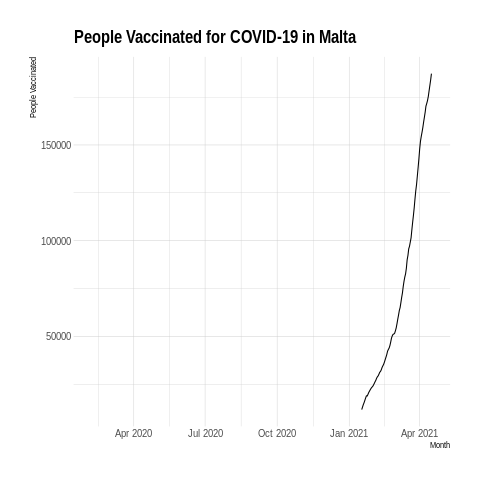 People Vaccinated for COVID-19 in Malta
People Vaccinated
150000
100000
50000
Apr 2020 Jul 2020 Oct 2020 Jan 2021 Apr 2021
Month